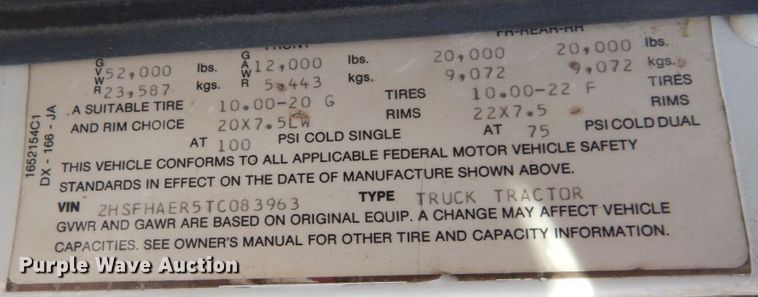 FRONT FR-REAR-RR
GVWR 52,000 lbs. GAWR 12,000 lbs. 20,000 20,000 lbs.
23,587 kgs. 5,443 kgs. 9,072 9,072 kgs.
A SUITABLE TIRE 10.00-20 G TIRES 10.00-22 F TIRES
AND RIM CHOICE 20X7.5LW RIMS 22X7.5 RIMS
AT 100 PSI COLD SINGLE AT 75 PSI COLD DUAL
THIS VEHICLE CONFORMS TO ALL APPLICABLE FEDERAL MOTOR VEHICLE SAFETY
STANDARDS IN EFFECT ON THE DATE OF MANUFACTURE SHOWN ABOVE.
VIN 2HSFHAER5TC083963 TYPE TRUCK TRACTOR
GVWR AND GAWR ARE BASED ON ORIGINAL EQUIP. A CHANGE MAY AFFECT VEHICLE
CAPACITIES. SEE OWNER'S MANUAL FOR OTHER TIRE AND CAPACITY INFORMATION.
1652154C1
DX - 166 - JA
Purple Wave Auction